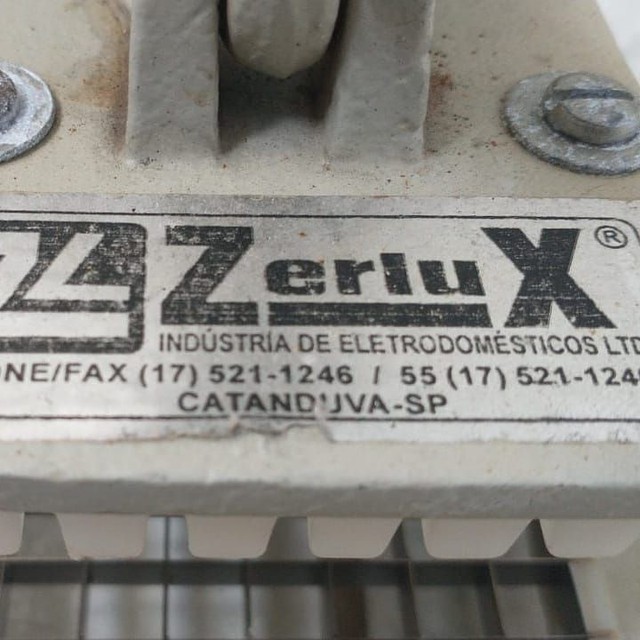 ZerluX ®
INDÚSTRIA DE ELETRODOMÉSTICOS LTD
ONE/FAX (17) 521-1246 / 55 (17) 521-124
CATANDUVA-SP